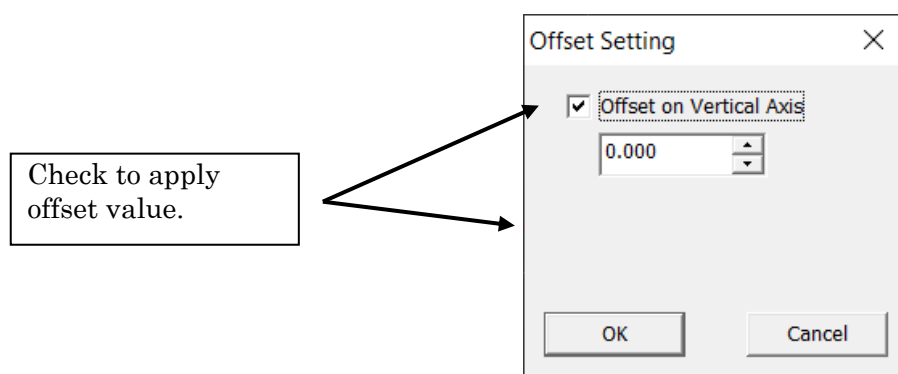 Offset Setting
Offset on Vertical Axis
0.000
Check to apply
offset value.
OK
Cancel